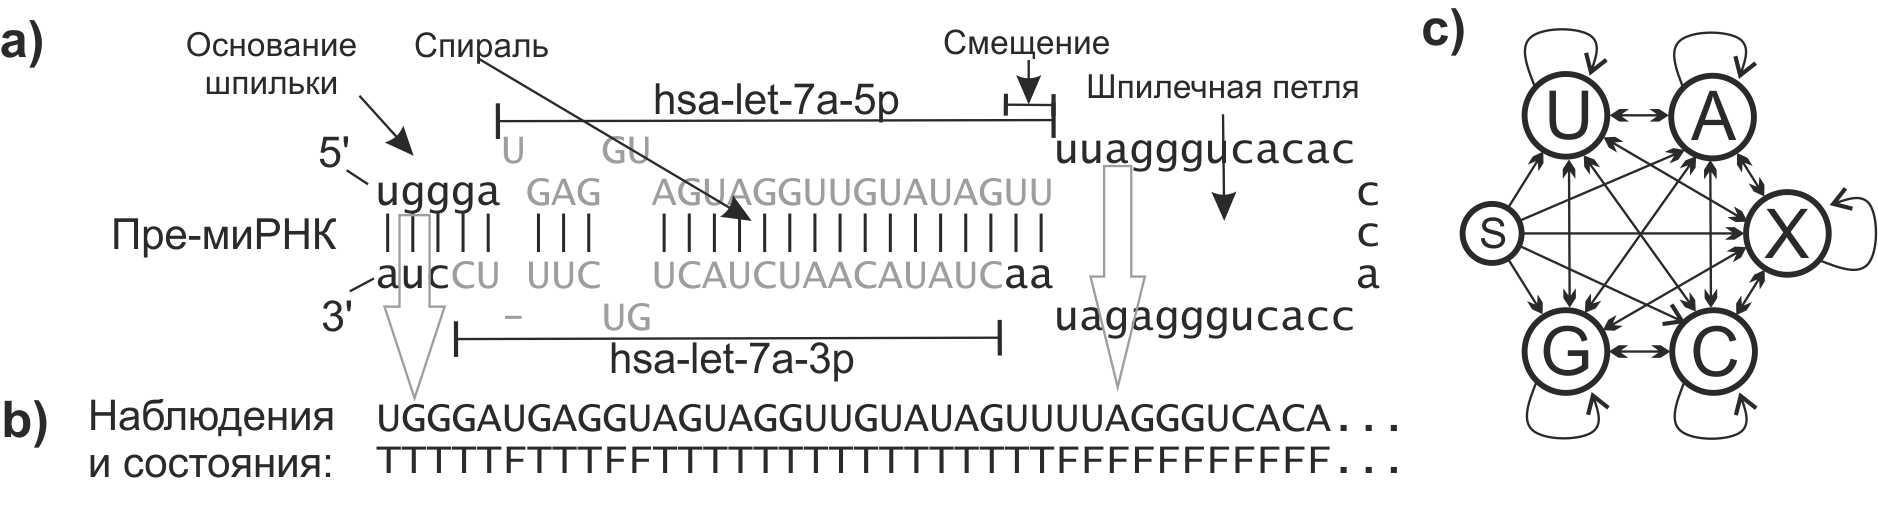 a)
Основание
шпильки
Спираль
Смещение
Шпилечная петля
hsa-let-7a-5p
U GU
5'
uuagggucacac
uggga GAG AGUAGGUUGUAUAGUU
c
Пре-миРНК
c
aucCU UUC UCAUCUAACAUAUCaa
a
3'
– UG
uagagggucacc
hsa-let-7a-3p
b)
Наблюдения
и состояния:
UGGGAUGAGGUAGUAGGUUGUAUAGUUUUAGGGUCACA...
TTTTTFTTTFFTTTTTTTTTTTTTTTTFFFFFFFFFFF...
c)
U A
S X
G C